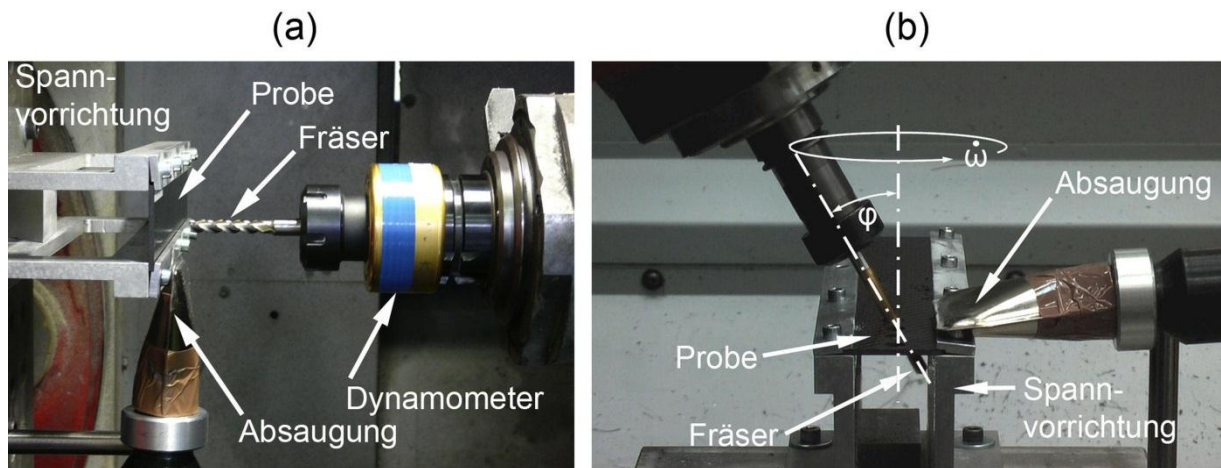 (a)
Spann-
vorrichtung
Probe
Fräser
Dynamometer
Absaugung
(b)
ω̇
Absaugung
φ
Probe
Fräser
Spann-
vorrichtung